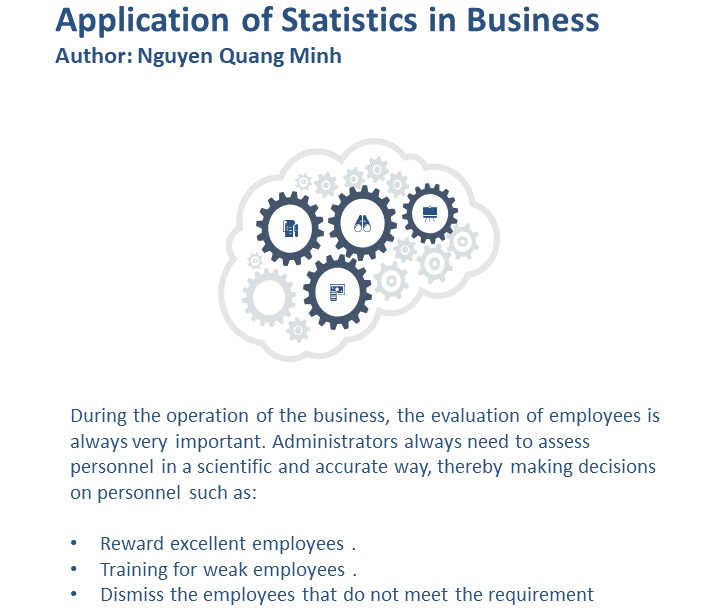 Application of Statistics in Business
Author: Nguyen Quang Minh
During the operation of the business, the evaluation of employees is
always very important. Administrators always need to assess
personnel in a scientific and accurate way, thereby making decisions
on personnel such as:
• Reward excellent employees .
• Training for weak employees .
• Dismiss the employees that do not meet the requirement